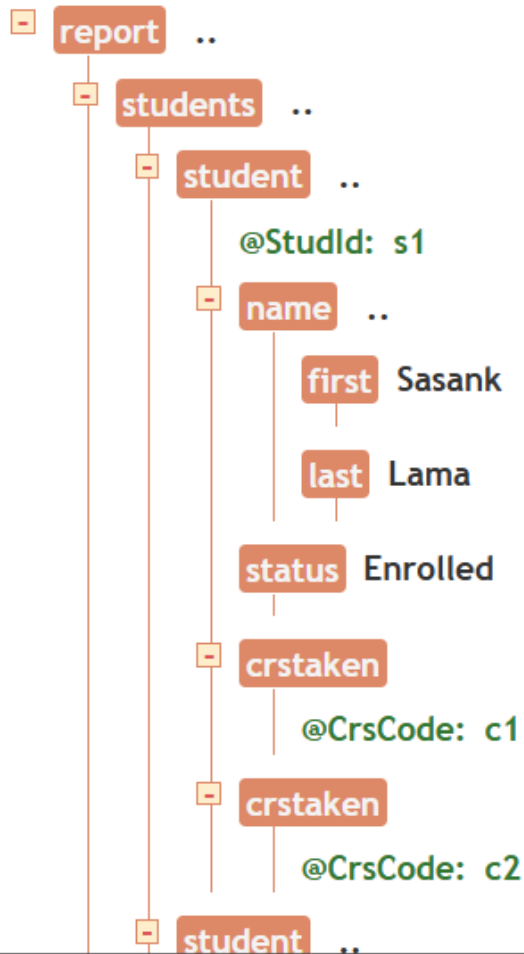 - report ..
- students ..
- student ..
@StudId: s1
- name ..
first Sasank
last Lama
status Enrolled
- crstaken
@CrsCode: c1
- crstaken
@CrsCode: c2
- student ..